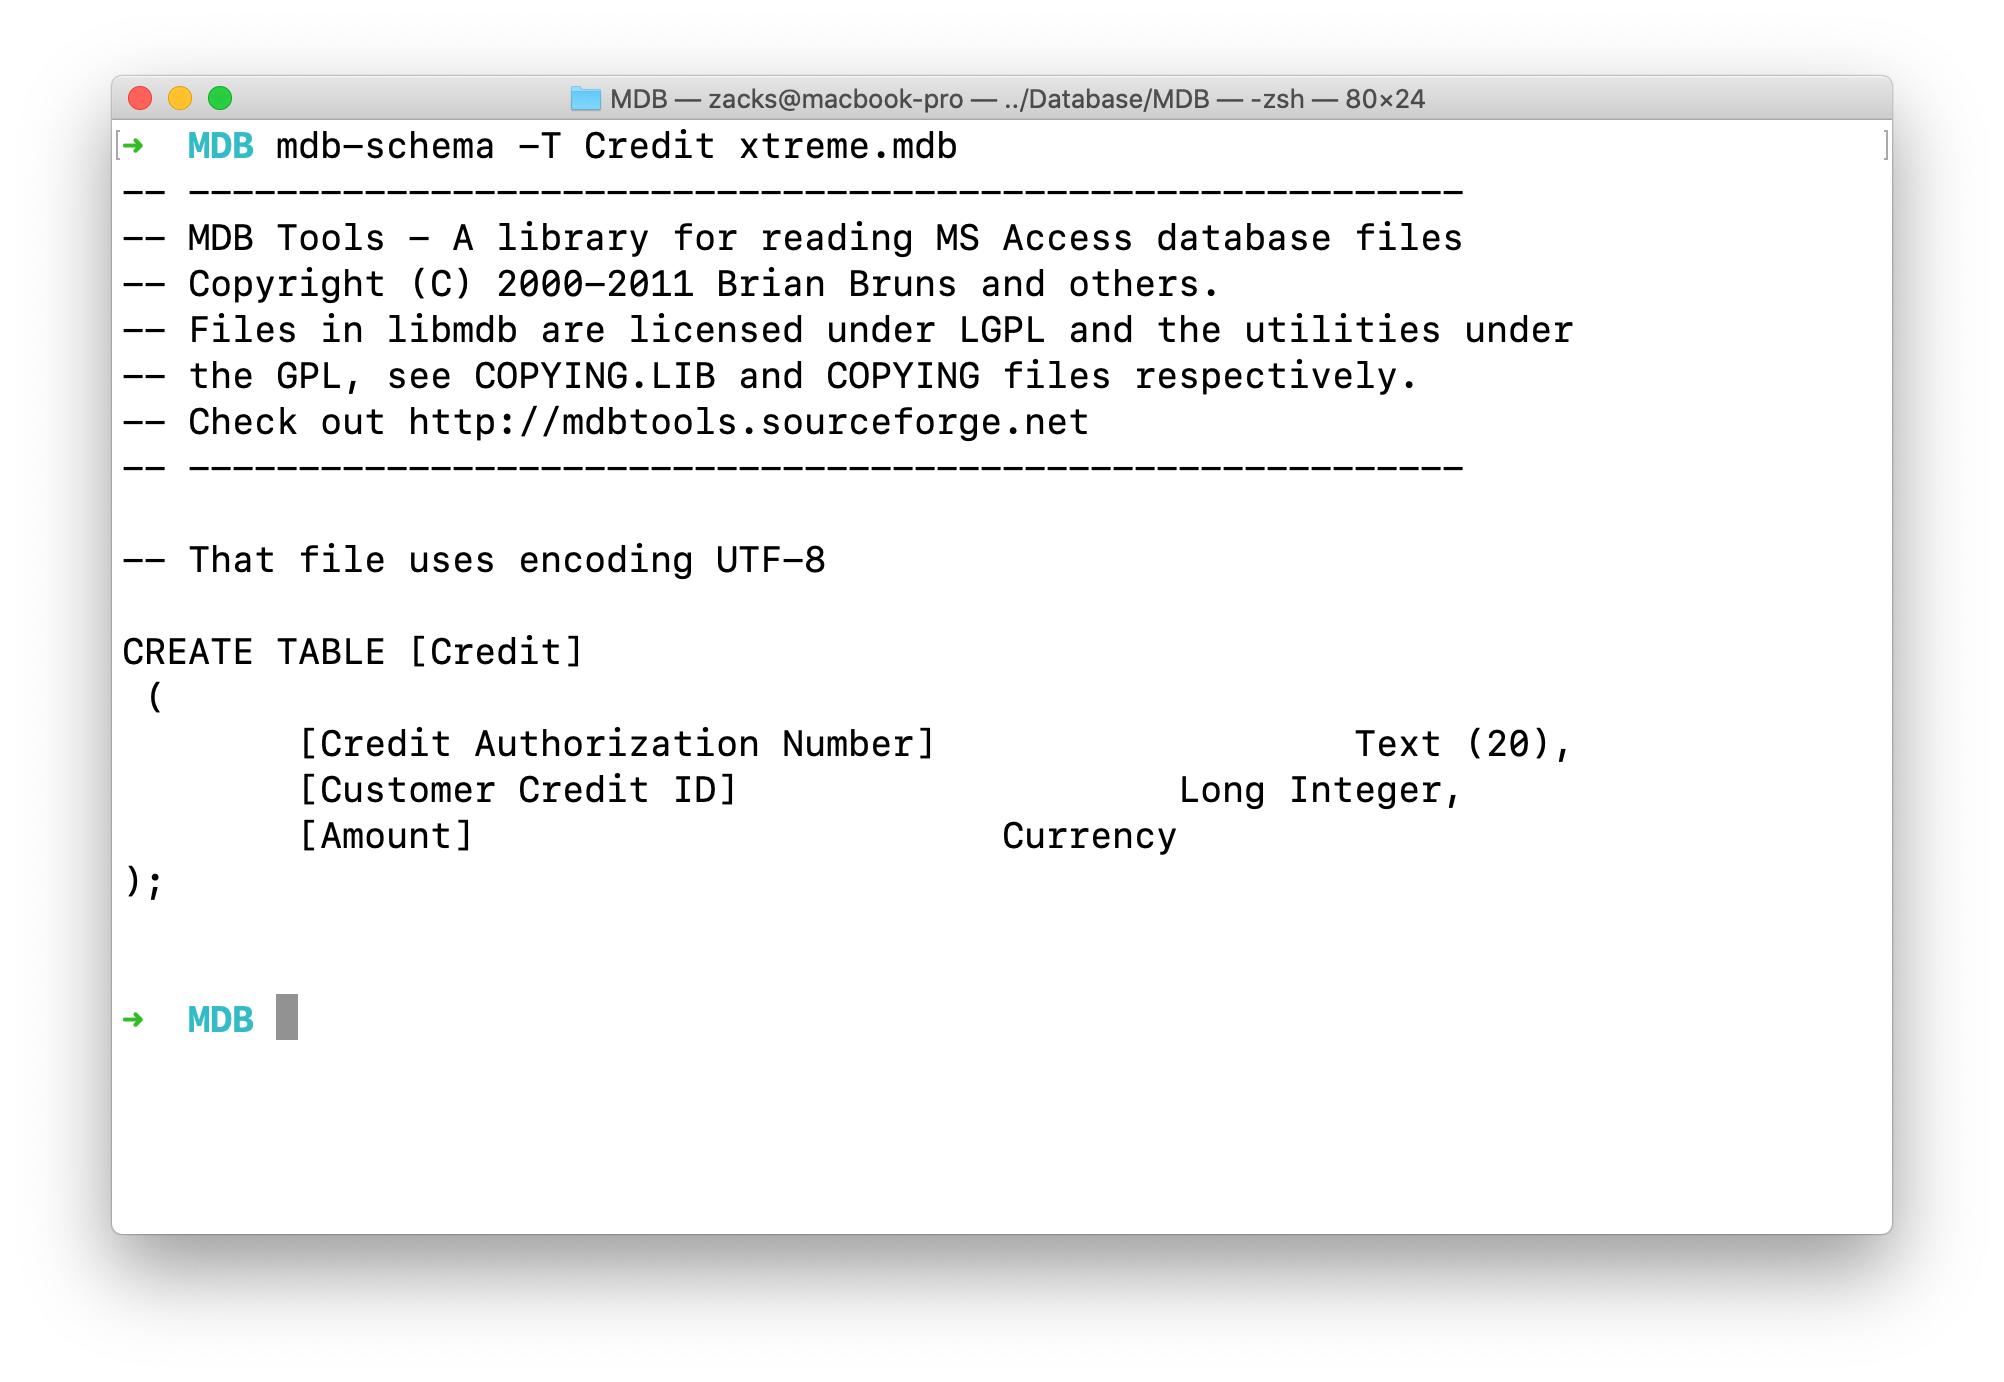 MDB — zacks@macbook-pro — ../Database/MDB — -zsh — 80×24
[➜  MDB mdb-schema -T Credit xtreme.mdb ]
-- ----------------------------------------------------------
-- MDB Tools - A library for reading MS Access database files
-- Copyright (C) 2000-2011 Brian Bruns and others.
-- Files in libmdb are licensed under LGPL and the utilities under
-- the GPL, see COPYING.LIB and COPYING files respectively.
-- Check out http://mdbtools.sourceforge.net
-- ----------------------------------------------------------
-- That file uses encoding UTF-8
CREATE TABLE [Credit]
 (
        [Credit Authorization Number]                   Text (20),
        [Customer Credit ID]                    Long Integer,
        [Amount]                        Currency
);
➜  MDB